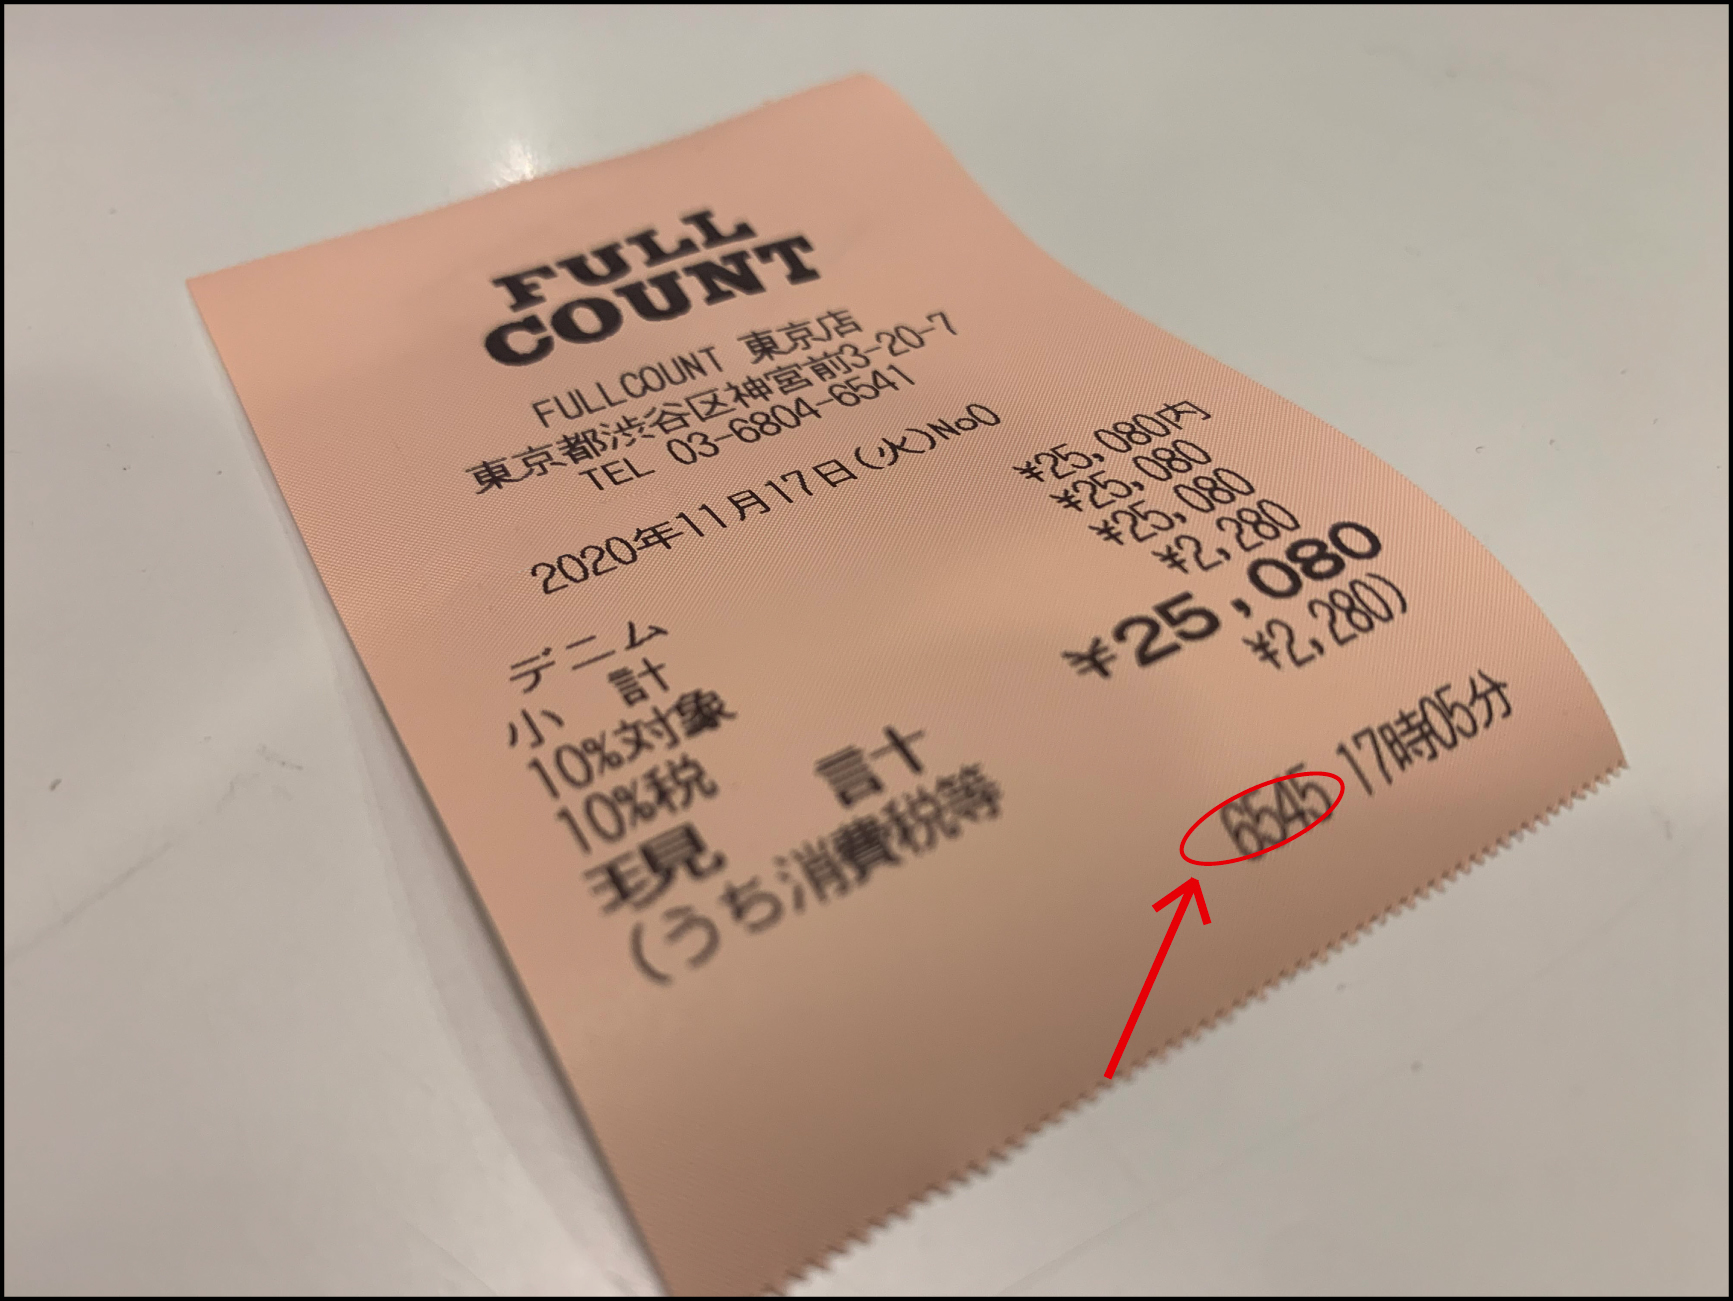 FULL
COUNT
FULLCOUNT 東京店
東京都渋谷区神宮前3-20-7
TEL 03-6804-6541
2020年11月17日(火)No0
デニム ¥25,080内
小 計 ¥25,080
10%対象 ¥25,080
10%税 ¥2,280
現 計 ¥25,080
(うち消費税等 ¥2,280)
6545 17時05分